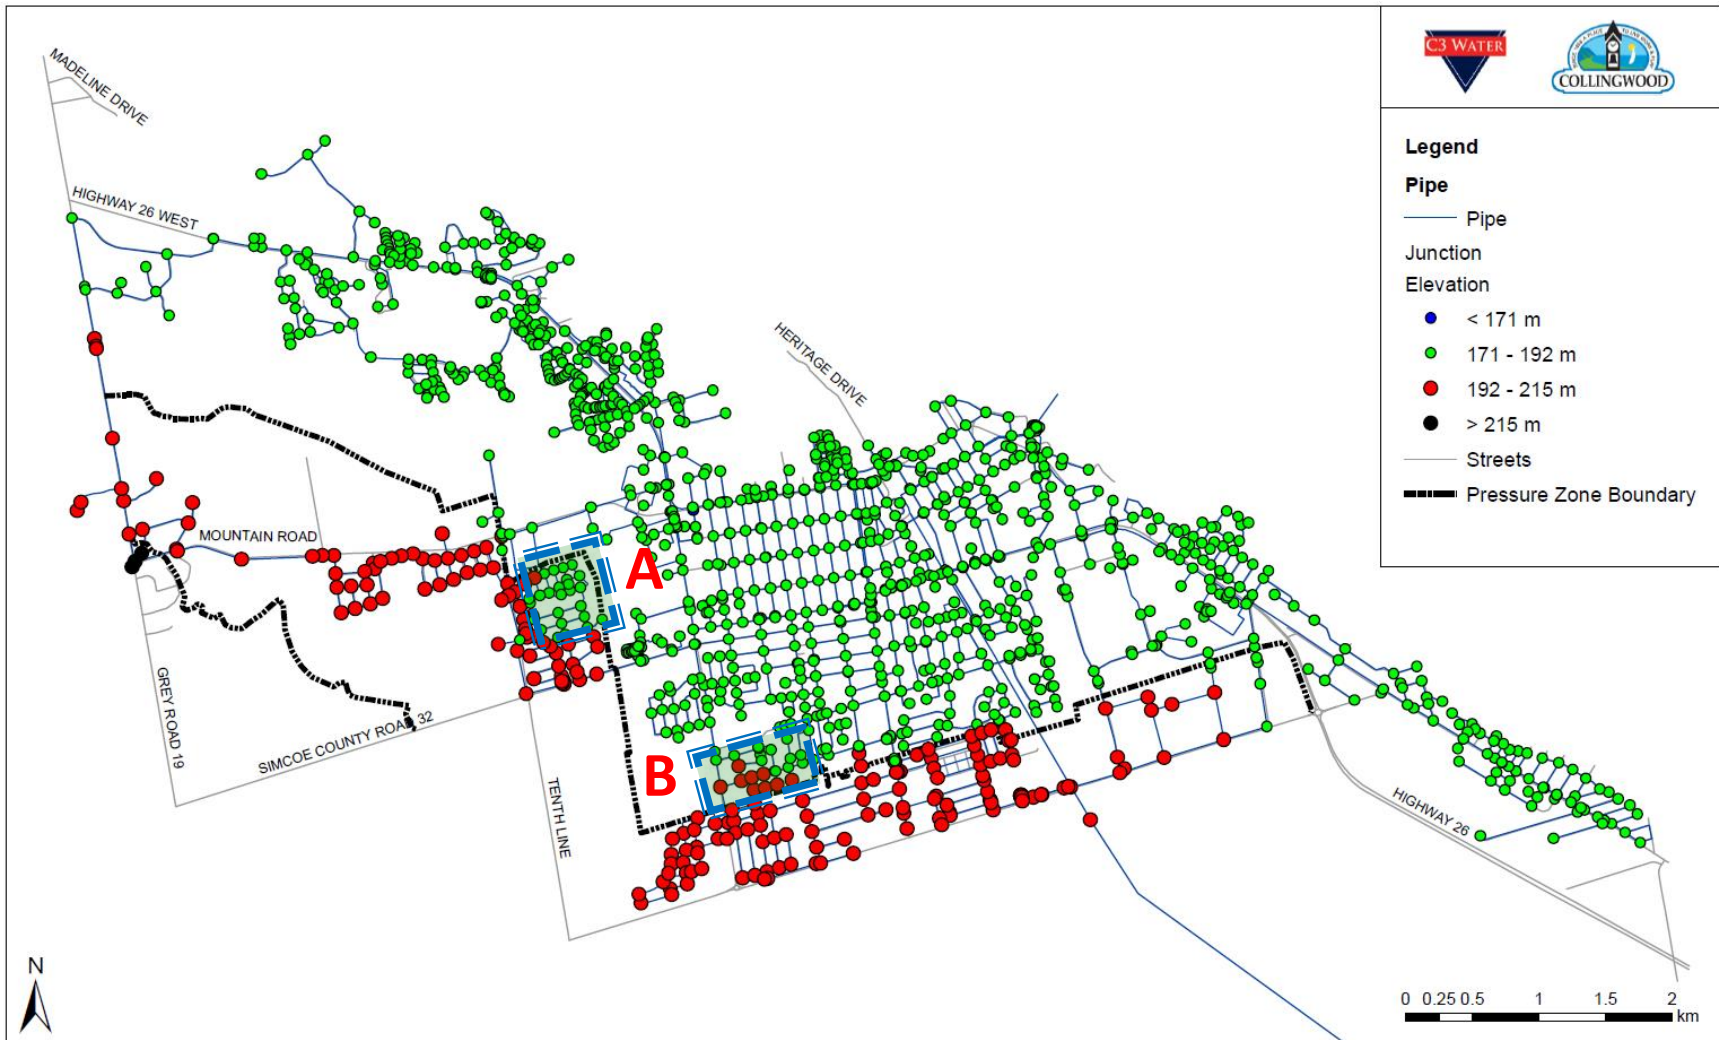 MADELINE DRIVE
HIGHWAY 26 WEST
HERITAGE DRIVE
MOUNTAIN ROAD
A
GREY ROAD 19
SIMCOE COUNTY ROAD 32
TENTH LINE
B
HIGHWAY 26
N
C3 WATER
COLLINGWOOD
Legend
Pipe
Pipe
Junction
Elevation
< 171 m
171 - 192 m
192 - 215 m
> 215 m
Streets
Pressure Zone Boundary
0 0.25 0.5 1 1.5 2
km